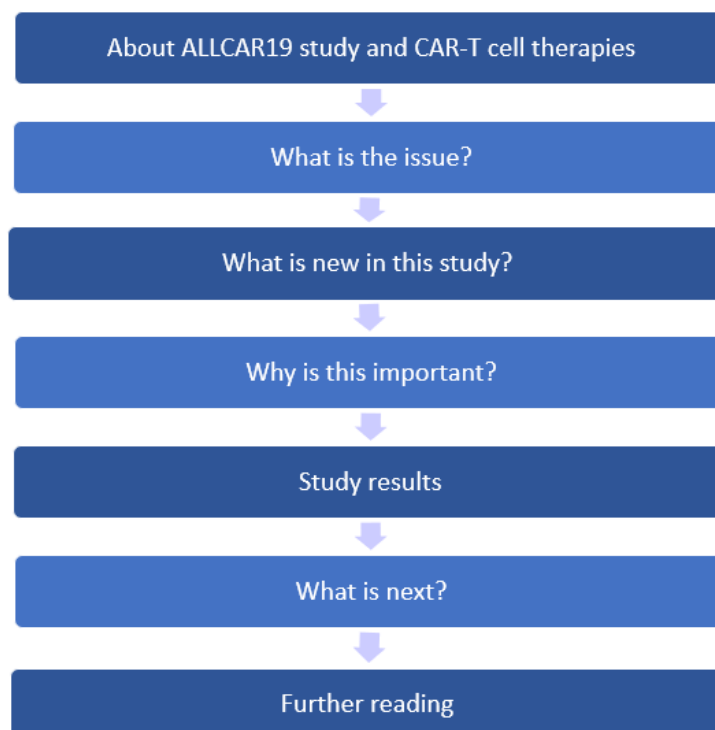 About ALLCAR19 study and CAR-T cell therapies
What is the issue?
What is new in this study?
Why is this important?
Study results
What is next?
Further reading